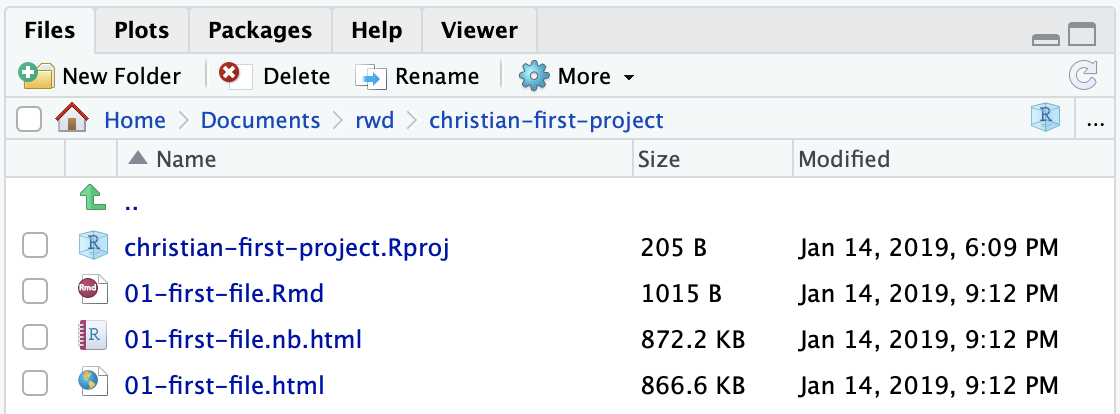 Files Plots Packages Help Viewer
New Folder Delete Rename More
Home Documents rwd christian-first-project R ...
Name Size Modified
..
R christian-first-project.Rproj 205 B Jan 14, 2019, 6:09 PM
Rmd 01-first-file.Rmd 1015 B Jan 14, 2019, 9:12 PM
R 01-first-file.nb.html 872.2 KB Jan 14, 2019, 9:12 PM
01-first-file.html 866.6 KB Jan 14, 2019, 9:12 PM